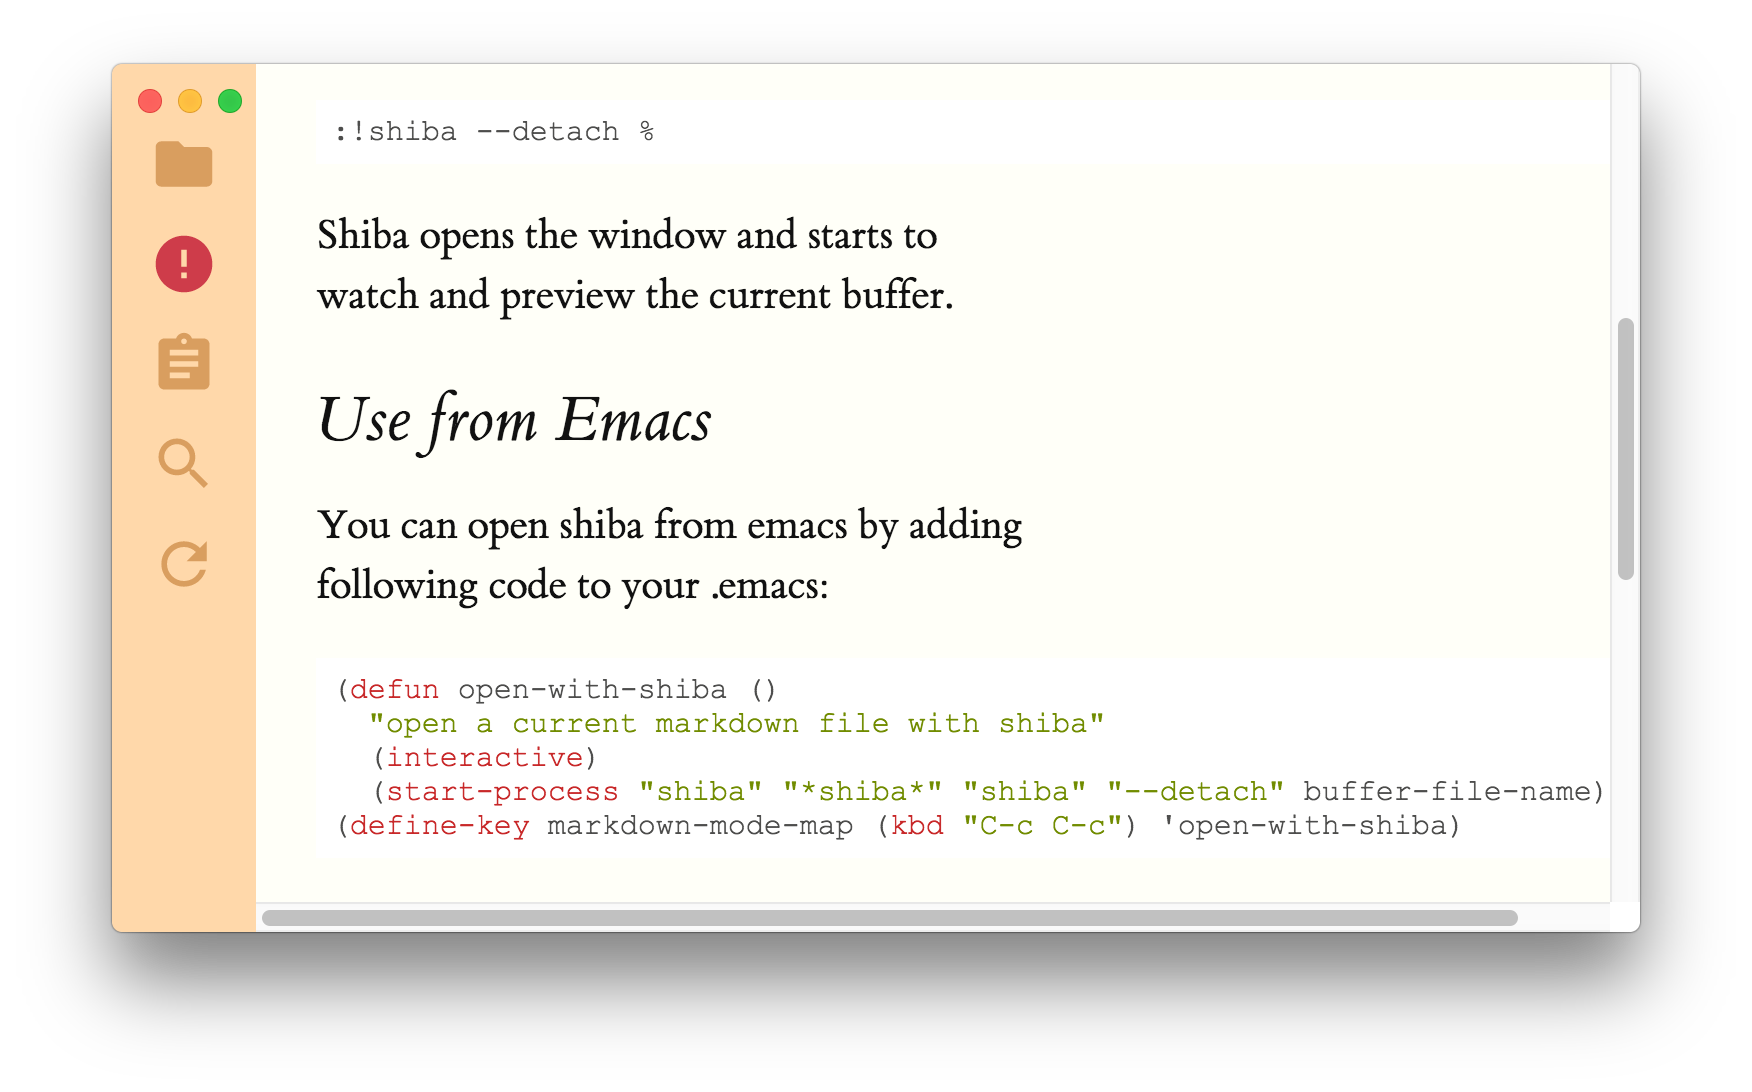 :!shiba --detach %
Shiba opens the window and starts to
watch and preview the current buffer.
Use from Emacs
You can open shiba from emacs by adding
following code to your .emacs:
(defun open-with-shiba ()
  "open a current markdown file with shiba"
  (interactive)
  (start-process "shiba" "*shiba*" "shiba" "--detach" buffer-file-name)
(define-key markdown-mode-map (kbd "C-c C-c") 'open-with-shiba)